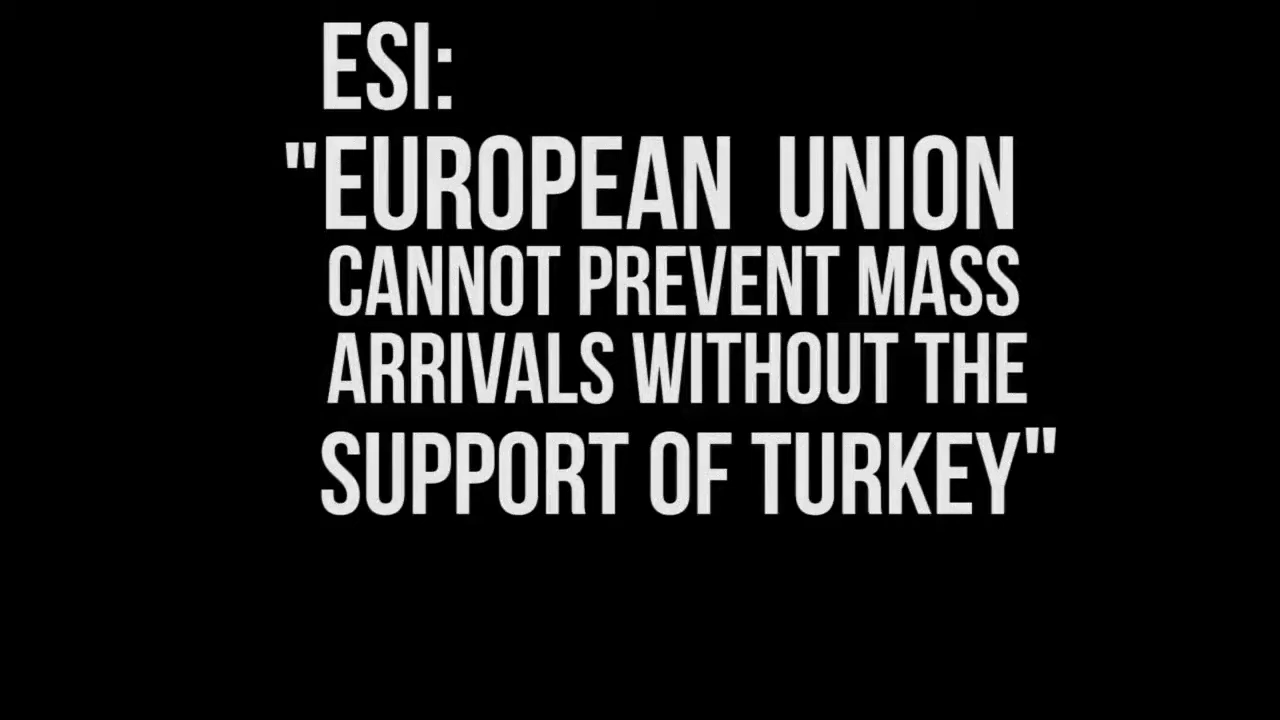 ESI:
"EUROPEAN UNION
CANNOT PREVENT MASS
ARRIVALS WITHOUT THE
SUPPORT OF TURKEY"